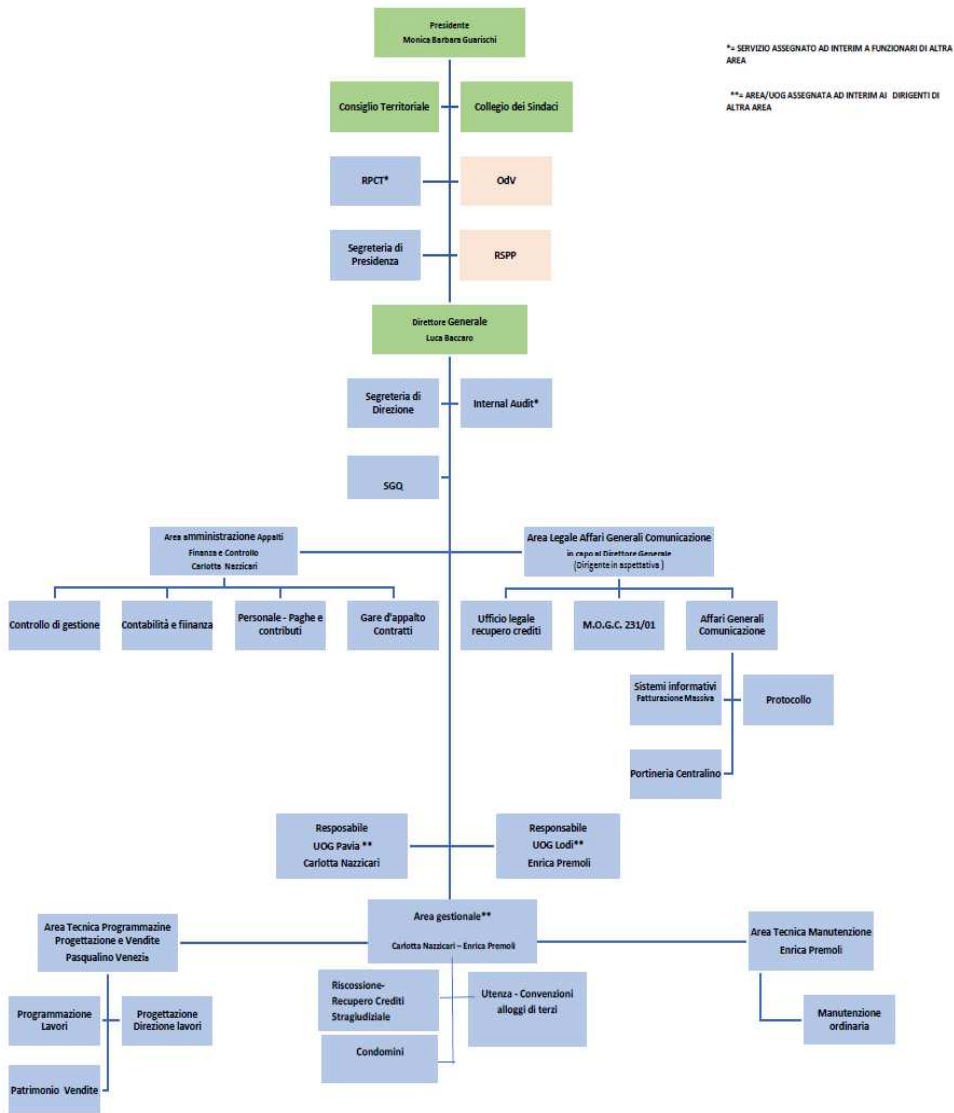 Presidente
Monica Barbara Guarischi
*= SERVIZIO ASSEGNATO AD INTERIM A FUNZIONARI DI ALTRA
AREA
**= AREA/UOG ASSEGNATA AD INTERIM AI DIRIGENTI DI
ALTRA AREA
Consiglio Territoriale
Collegio dei Sindaci
RPCT*
OdV
Segreteria di
Presidenza
RSPP
Direttore Generale
Luca Baccaro
Segreteria di
Direzione
Internal Audit*
SGQ
Area amministrazione Appalti
Finanza e Controllo
Carlotta Nazzicari
Area Legale Affari Generali Comunicazione
in capo al Direttore Generale
(Dirigente in aspettativa )
Controllo di gestione
Contabilità e fiinanza
Personale - Paghe e
contributi
Gare d'appalto
Contratti
Ufficio legale
recupero crediti
M.O.G.C. 231/01
Affari Generali
Comunicazione
Sistemi informativi
Fatturazione Massiva
Protocollo
Portineria Centralino
Resposabile
UOG Pavia **
Carlotta Nazzicari
Responsabile
UOG Lodi**
Enrica Premoli
Area Tecnica Programmazine
Progettazione e Vendite
Pasqualino Venezia
Area gestionale**
Carlotta Nazzicari – Enrica Premoli
Area Tecnica Manutenzione
Enrica Premoli
Programmazione
Lavori
Progettazione
Direzione lavori
Patrimonio Vendite
Riscossione-
Recupero Crediti
Stragiudiziale
Utenza - Convenzioni
alloggi di terzi
Condomini
Manutenzione
ordinaria